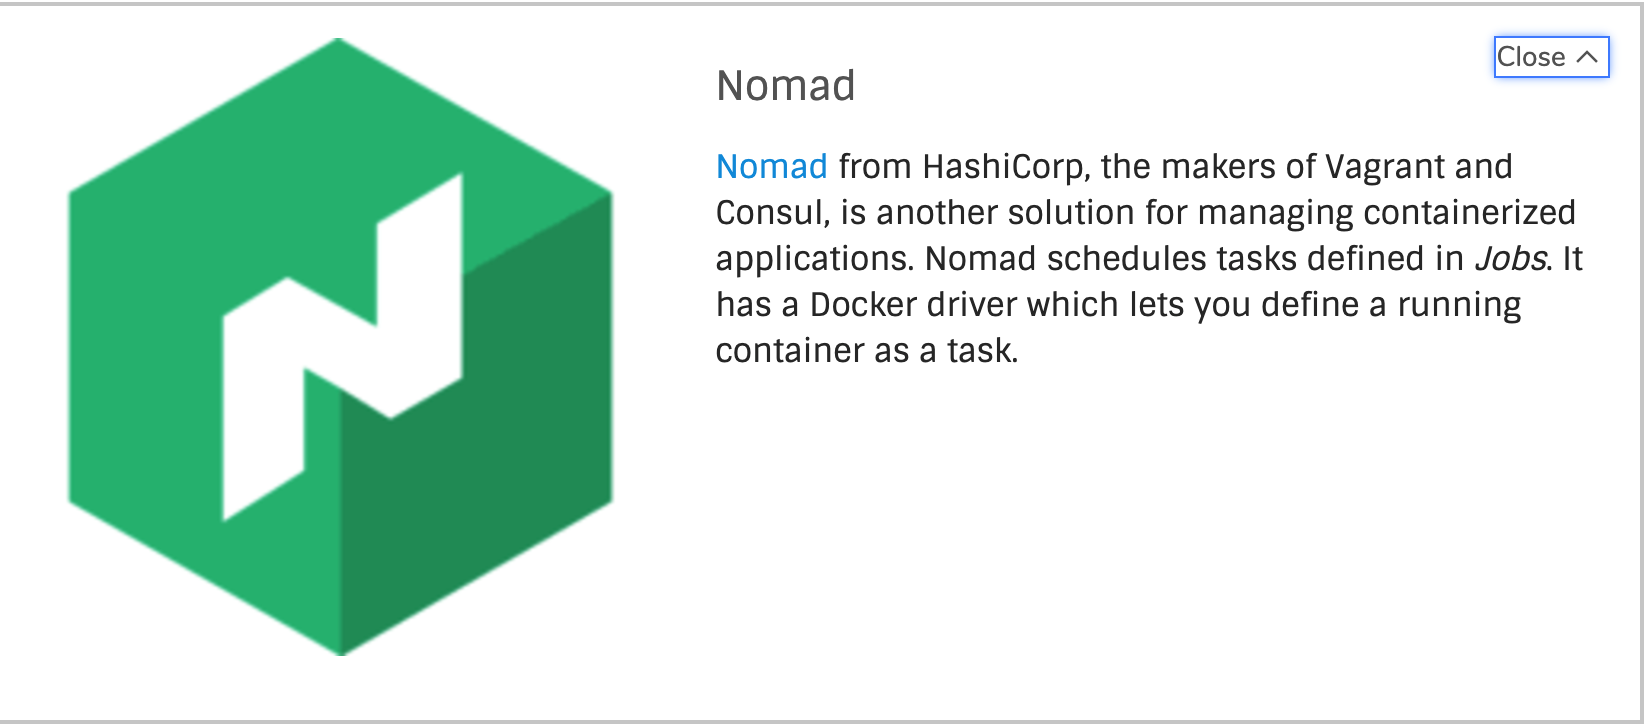 Close
Nomad
Nomad from HashiCorp, the makers of Vagrant and
Consul, is another solution for managing containerized
applications. Nomad schedules tasks defined in Jobs. It
has a Docker driver which lets you define a running
container as a task.